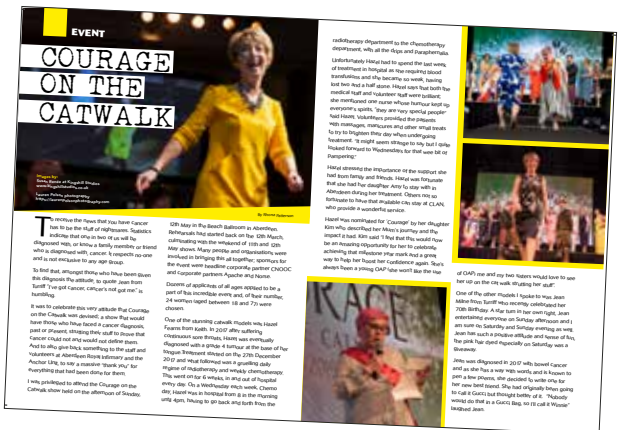 EVENT
COURAGE
ON THE
CATWALK
Images by:
www.kingshillstudios.co.uk
To receive the news that you have cancer
has to be the stuff of nightmares. Statistics
indicate that one in two of us will be
diagnosed with, or know a family member or friend
who is diagnosed with, cancer. It respects no-one
and is not exclusive to any age group.
To find that, amongst those who have been given
this diagnosis the attitude, to quote Jean from
Turriff "I've got cancer, cancer's not got me" is
humbling.
It was to celebrate this very attitude that Courage
on the Catwalk was devised, a show that would
have those who have faced a cancer diagnosis,
past or present, strutting their stuff to prove that
Cancer could not and would not define them.
And to also give back something to the staff and
Volunteers at Aberdeen Royal Infirmary and the
Anchor Unit, to say a massive "thank you" for
everything that had been done for them.
I was privileged to attend the Courage on the
Catwalk show held on the afternoon of Sunday,
12th May in the Beach Ballroom in Aberdeen.
Rehearsals had started back on the 12th March,
culminating with the weekend of 11th and 12th
May shows. Many people and organisations were
involved in bringing this all together, sponsors for
the event were headline corporate partner CNOOC
and Corporate partners Apache and Nome.
Dozens of applicants of all ages applied to be a
part of this incredible event and, of their number,
24 women (aged between 18 and 77) were
chosen.
One of the stunning catwalk models was Hazel
Fearns from Keith. In 2017 after suffering
continuous sore throats, Hazel was eventually
diagnosed with a grade 4 tumour at the base of her
tongue. Treatment started on the 27th December
2017 and what followed was a gruelling daily
regime of radiotherapy and weekly chemotherapy.
This went on for 6 weeks, in and out of hospital
every day. On a Wednesday each week, Chemo
day, Hazel was in hospital from 8 in the morning
until 4pm, having to go back and forth from the
radiotherapy department to the chemotherapy
department, with all the drips and Paraphernalia.
Unfortunately Hazel had to spend the last week
of treatment in hospital as she requiring blood
transfusions and she became so weak, having
lost two and a half stone. Hazel says that both the
medical staff and volunteer staff were brilliant,
she mentioned one nurse whose humour kept up
everyone's spirits, "they are very special people"
said Hazel. Volunteers provided the patients
with massages, manicures and other small treats
to try to brighten their day when undergoing
treatment. "It might seem strange to say but I quite
looked forward to Wednesdays for that wee bit of
Pampering."
Hazel stressed the importance of the support she
had from family and friends. Hazel was fortunate
that she had her daughter Amy to stay with in
Aberdeen during her treatment. Others not so
fortunate to have that available can stay at CLAN,
who provide a wonderful service.
Hazel was nominated for 'Courage' by her daughter
Kim who described her Mum's journey and the
impact it had. Kim said "I feel that this would now
be an amazing opportunity for her to celebrate
achieving that milestone year mark and a great
way to help her boost her confidence again. She's
always been a young OAP (she won't like the use
of OAP) me and my two sisters would love to see
her up on the cat walk strutting her stuff".
One of the other models I spoke to was Jean
Milne from Turriff who recently celebrated her
70th Birthday. A star turn in her own right, Jean
entertained everyone on Sunday afternoon and I
am sure on Saturday and Sunday evening as well.
Jean has such a positive attitude and sense of fun,
the pink hair dyed especially on Saturday was a
giveaway.
Jean was diagnosed in 2017 with bowel cancer
and as she has a way with words and is known to
pen a few poems, she decided to write one for
her new best friend. She had originally been going
to call it Gucci but thought better of it. "Nobody
would do that in a Gucci Bag, so I'll call it Winnie"
laughed Jean.